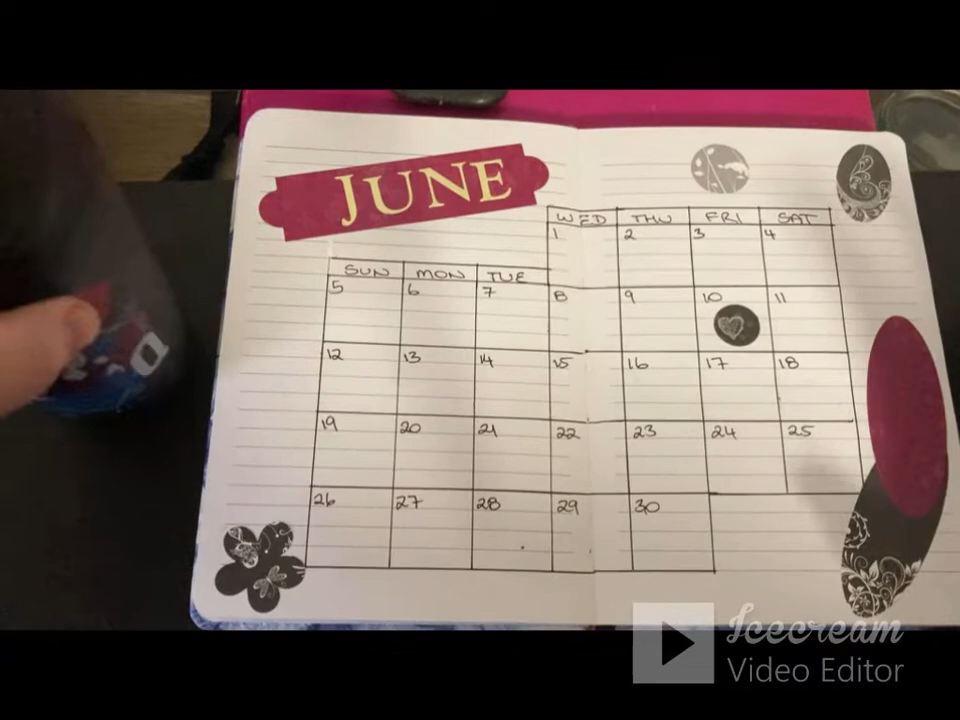 JUNE
WED THU FRI SAT
1 2 3 4
SUN MON TUE
5 6 7 8 9 10 11
12 13 14 15 16 17 18
19 20 21 22 23 24 25
26 27 28 29 30
D
Icecream
Video Editor